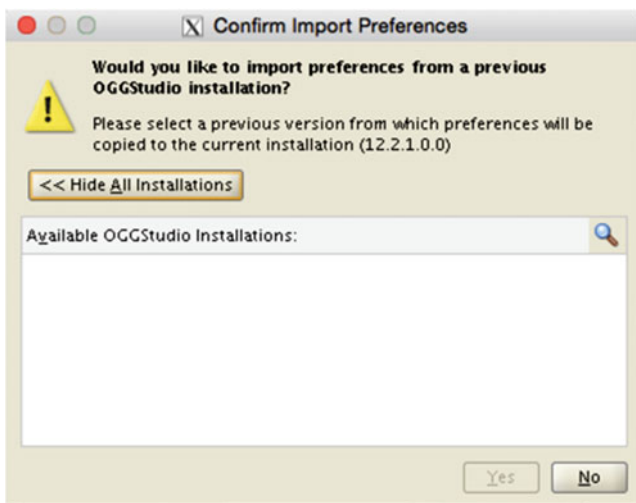 X Confirm Import Preferences
Would you like to import preferences from a previous
OGGStudio installation?
Please select a previous version from which preferences will be
copied to the current installation (12.2.1.0.0)
<< Hide All Installations
Available OGGStudio Installations:
Yes No